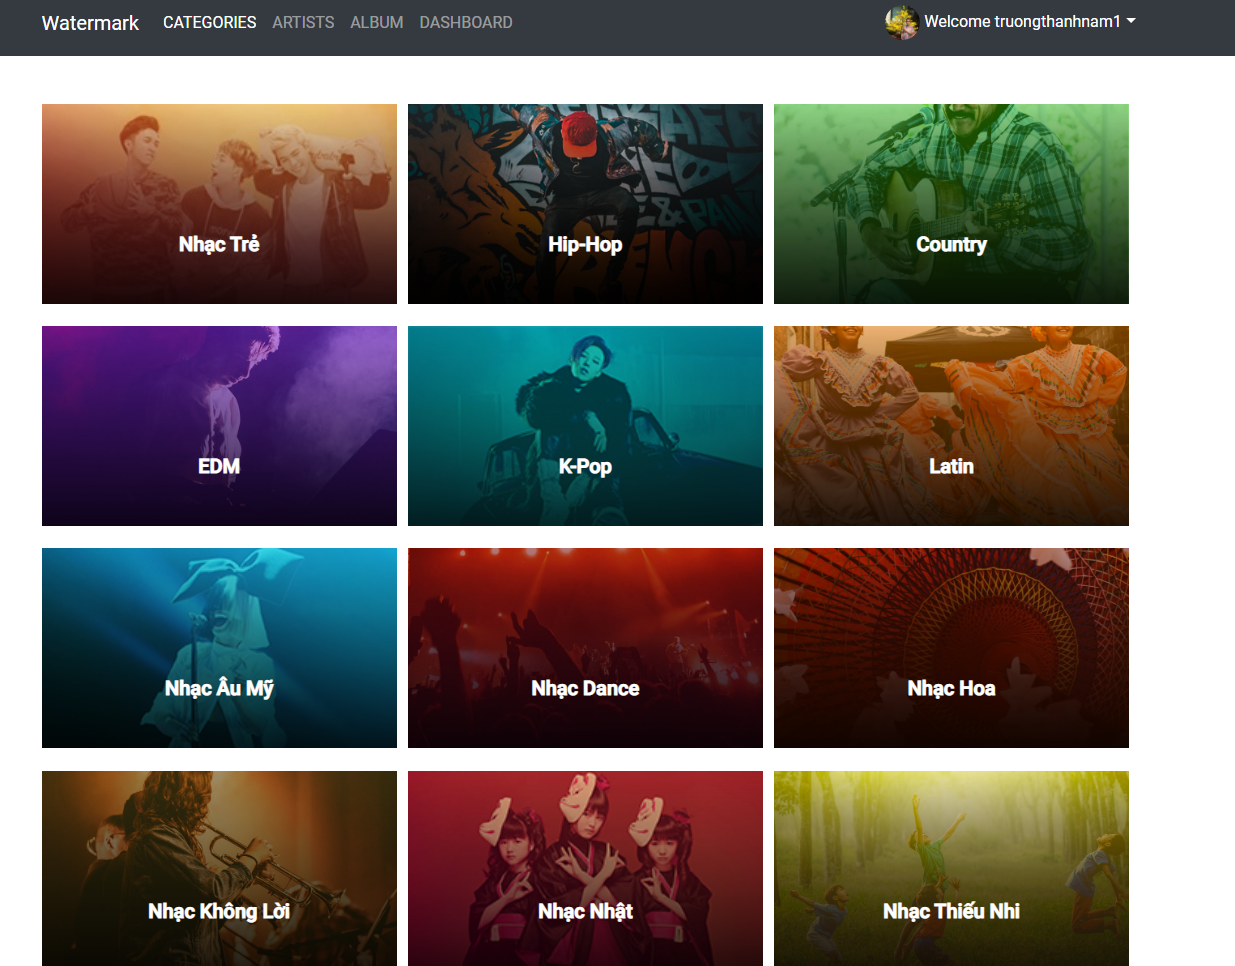 Watermark CATEGORIES ARTISTS ALBUM DASHBOARD Welcome truongthanhnam1
Nhạc Trẻ Hip-Hop Country
EDM K-Pop Latin
Nhạc Âu Mỹ Nhạc Dance Nhạc Hoa
Nhạc Không Lời Nhạc Nhật Nhạc Thiếu Nhi